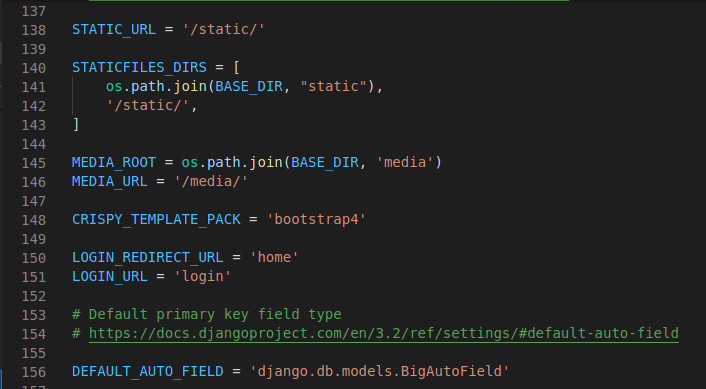 137
138 STATIC_URL = '/static/'
139
140 STATICFILES_DIRS = [
141     os.path.join(BASE_DIR, "static"),
142     '/static/',
143 ]
144
145 MEDIA_ROOT = os.path.join(BASE_DIR, 'media')
146 MEDIA_URL = '/media/'
147
148 CRISPY_TEMPLATE_PACK = 'bootstrap4'
149
150 LOGIN_REDIRECT_URL = 'home'
151 LOGIN_URL = 'login'
152
153 # Default primary key field type
154 # https://docs.djangoproject.com/en/3.2/ref/settings/#default-auto-field
155
156 DEFAULT_AUTO_FIELD = 'django.db.models.BigAutoField'
157